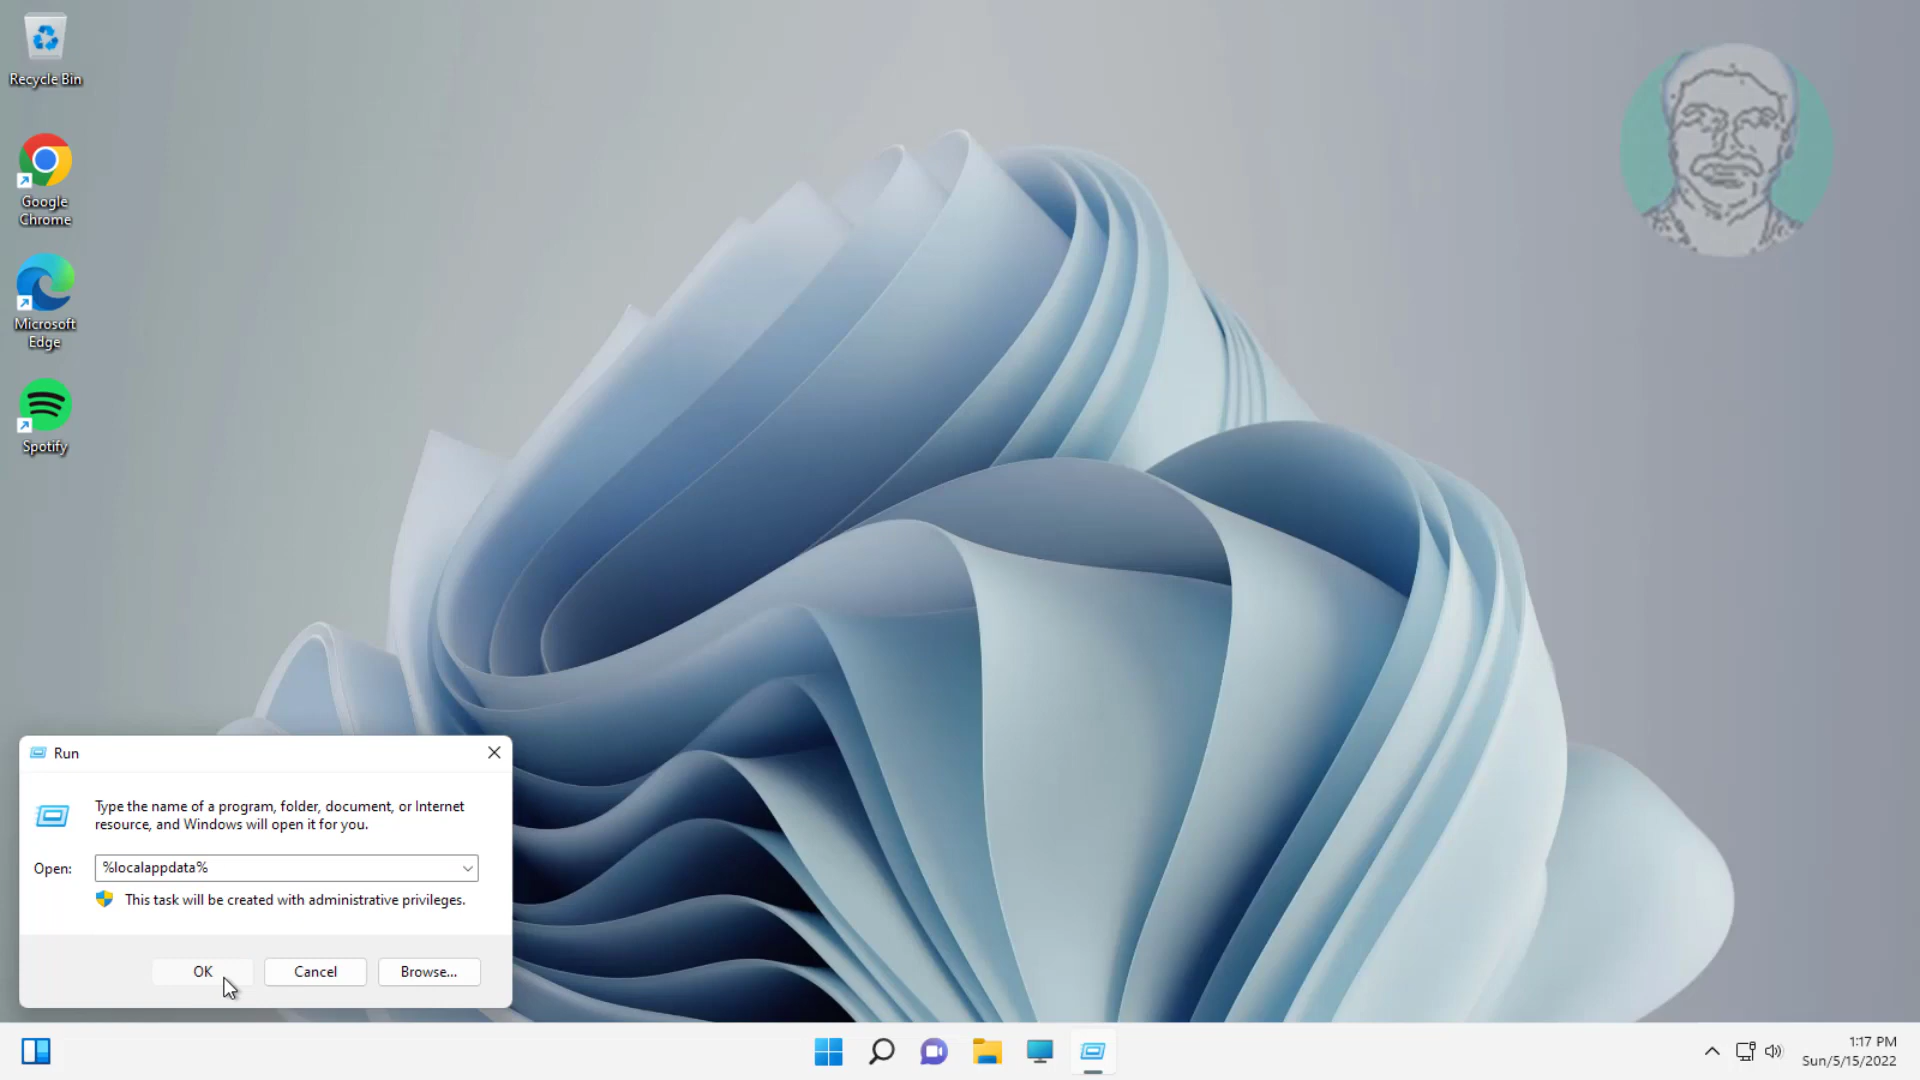 Recycle Bin
Google
Chrome
Microsoft
Edge
Spotify
Run
Type the name of a program, folder, document, or Internet
resource, and Windows will open it for you.
Open:
%localappdata%
This task will be created with administrative privileges.
OK
Cancel
Browse...
1:17 PM
Sun/5/15/2022